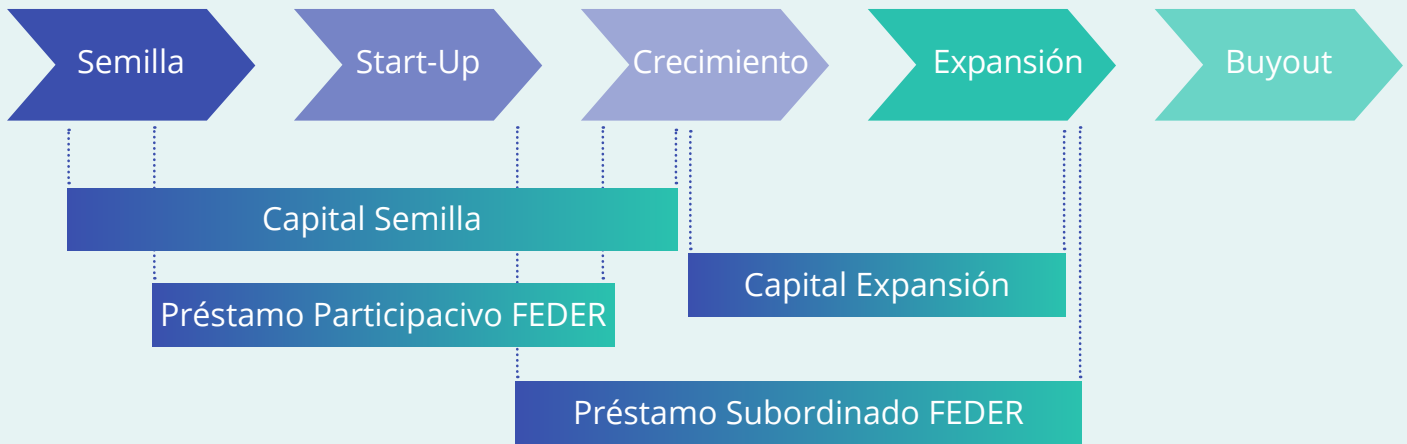 Semilla
Start-Up
Crecimiento
Expansión
Buyout
Capital Semilla
Capital Expansión
Préstamo Participacivo FEDER
Préstamo Subordinado FEDER